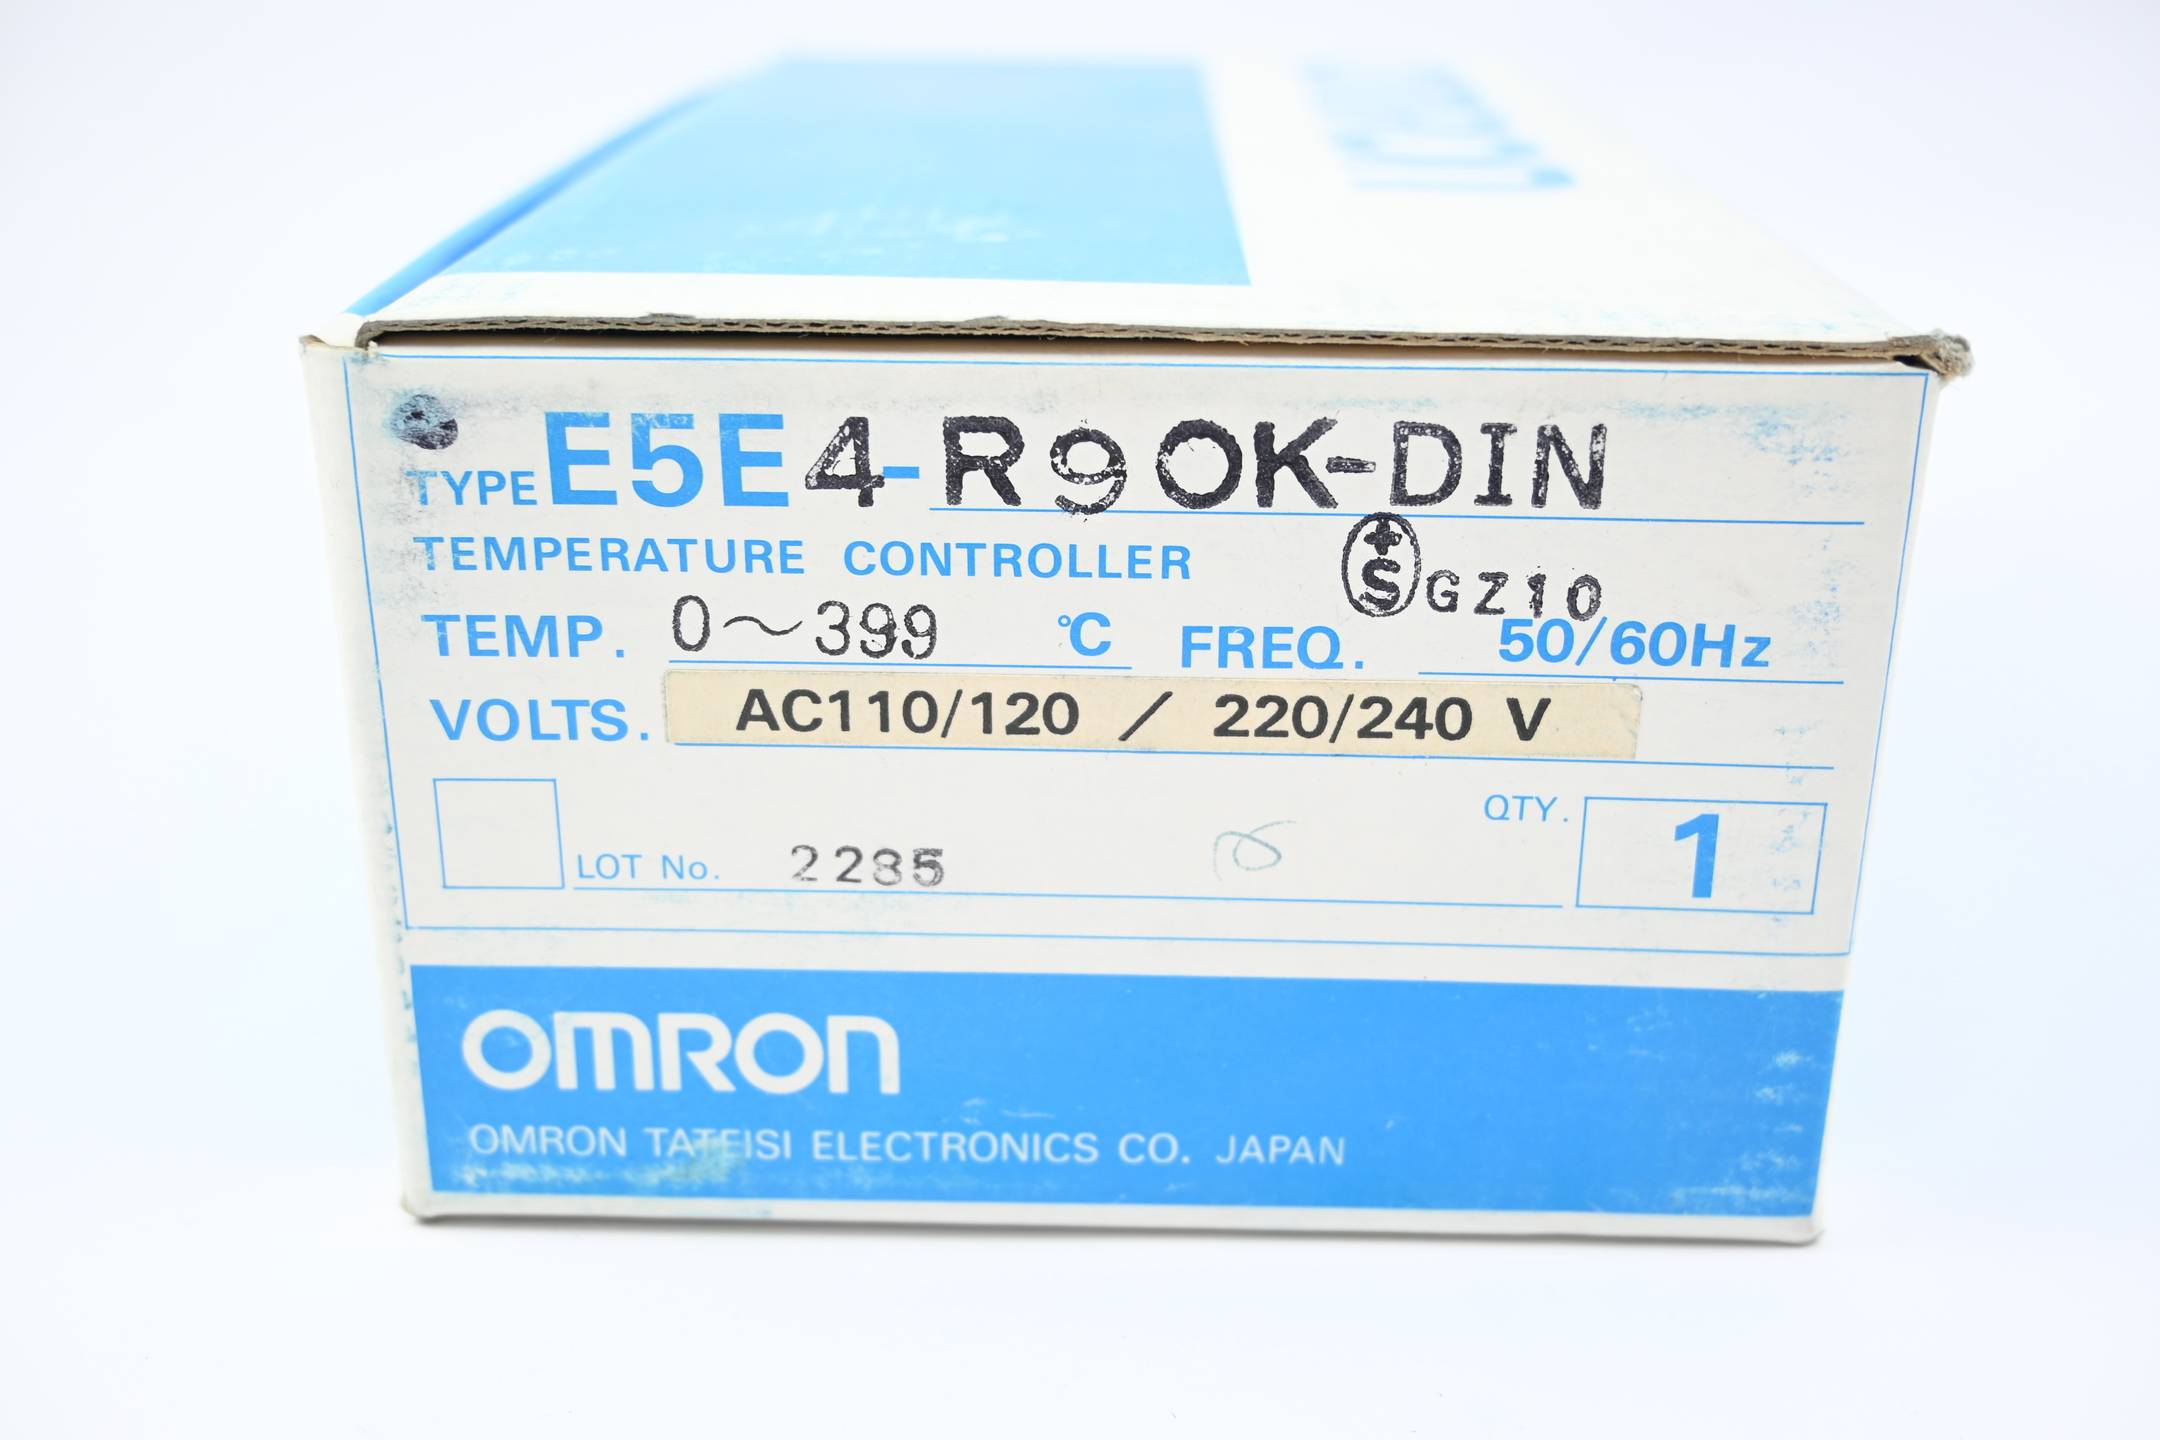 TYPE E5E4-R90K-DIN
TEMPERATURE CONTROLLER
+
S GZ10
TEMP. 0~399 °C FREQ. 50/60Hz
VOLTS. AC110/120 / 220/240 V
QTY. 1
LOT No. 2285
OMRON
OMRON TATEISI ELECTRONICS CO. JAPAN